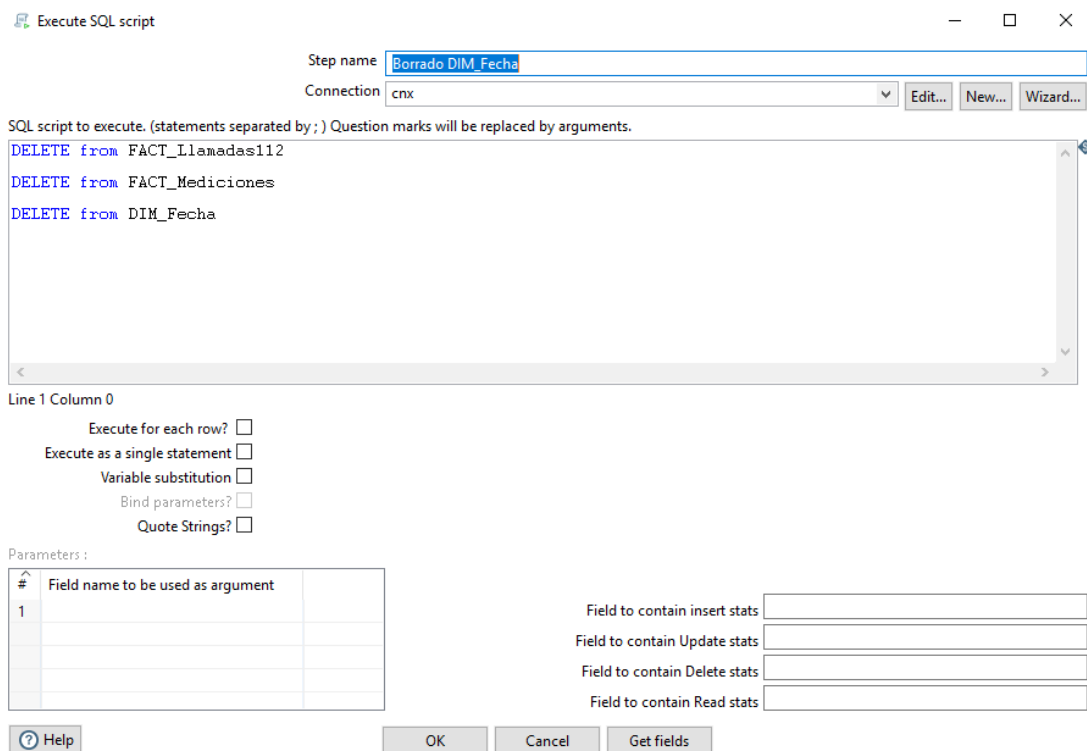 Execute SQL script
Step name Borrado DIM_Fecha
Connection cnx Edit... New... Wizard...
SQL script to execute. (statements separated by ; ) Question marks will be replaced by arguments.
DELETE from FACT_Llamadas112
DELETE from FACT_Mediciones
DELETE from DIM_Fecha
Line 1 Column 0
Execute for each row?
Execute as a single statement
Variable substitution
Bind parameters?
Quote Strings?
Parameters :
# Field name to be used as argument
1
Field to contain insert stats
Field to contain Update stats
Field to contain Delete stats
Field to contain Read stats
Help OK Cancel Get fields